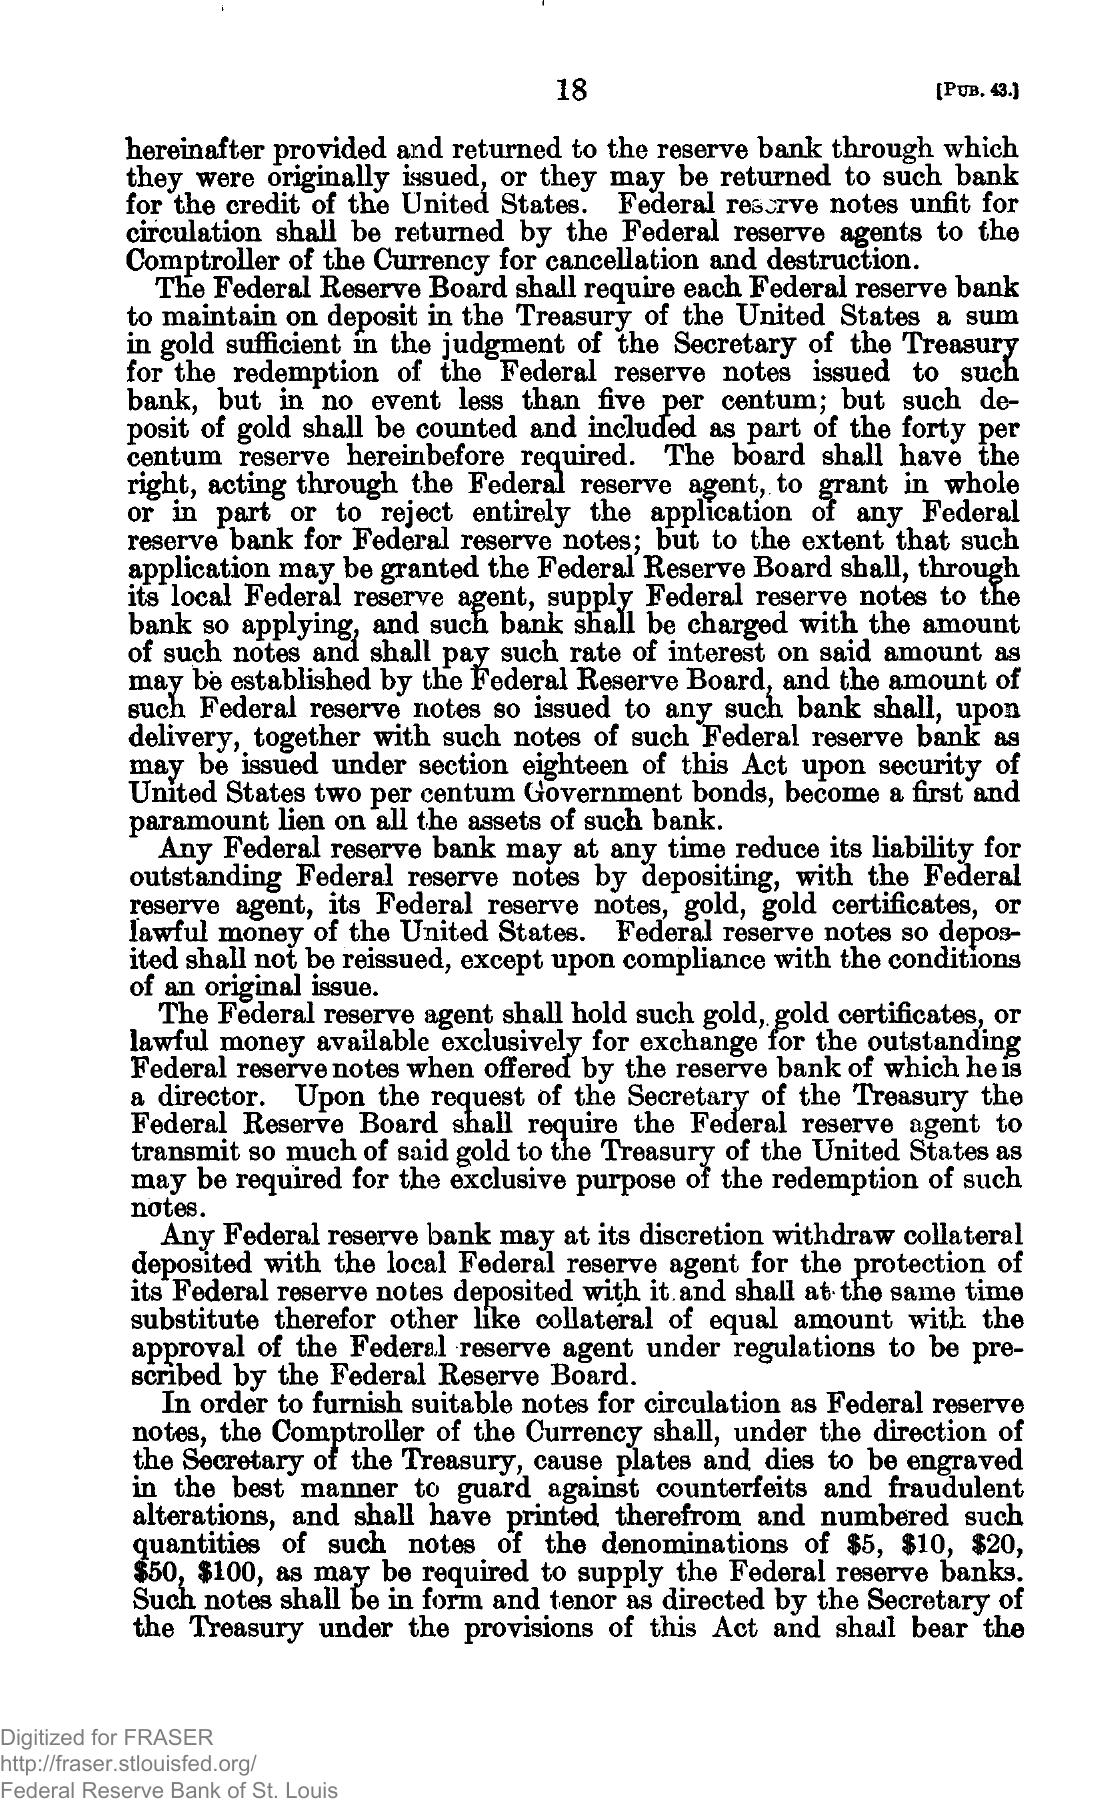 18
[PUB. 43.]
hereinafter provided and returned to the reserve bank through which
they were originally issued, or they may be returned to such bank
for the credit of the United States. Federal reserve notes unfit for
circulation shall be returned by the Federal reserve agents to the
Comptroller of the Currency for cancellation and destruction.
The Federal Reserve Board shall require each Federal reserve bank
to maintain on deposit in the Treasury of the United States a sum
in gold sufficient in the judgment of the Secretary of the Treasury
for the redemption of the Federal reserve notes issued to such
bank, but in no event less than five per centum; but such de-
posit of gold shall be counted and included as part of the forty per
centum reserve hereinbefore required. The board shall have the
right, acting through the Federal reserve agent, to grant in whole
or in part or to reject entirely the application of any Federal
reserve bank for Federal reserve notes; but to the extent that such
application may be granted the Federal Reserve Board shall, through
its local Federal reserve agent, supply Federal reserve notes to the
bank so applying, and such bank shall be charged with the amount
of such notes and shall pay such rate of interest on said amount as
may be established by the Federal Reserve Board, and the amount of
such Federal reserve notes so issued to any such bank shall, upon
delivery, together with such notes of such Federal reserve bank as
may be issued under section eighteen of this Act upon security of
United States two per centum Government bonds, become a first and
paramount lien on all the assets of such bank.
Any Federal reserve bank may at any time reduce its liability for
outstanding Federal reserve notes by depositing, with the Federal
reserve agent, its Federal reserve notes, gold, gold certificates, or
lawful money of the United States. Federal reserve notes so depos-
ited shall not be reissued, except upon compliance with the conditions
of an original issue.
The Federal reserve agent shall hold such gold, gold certificates, or
lawful money available exclusively for exchange for the outstanding
Federal reserve notes when offered by the reserve bank of which he is
a director. Upon the request of the Secretary of the Treasury the
Federal Reserve Board shall require the Federal reserve agent to
transmit so much of said gold to the Treasury of the United States as
may be required for the exclusive purpose of the redemption of such
notes.
Any Federal reserve bank may at its discretion withdraw collateral
deposited with the local Federal reserve agent for the protection of
its Federal reserve notes deposited with it and shall at the same time
substitute therefor other like collateral of equal amount with the
approval of the Federal reserve agent under regulations to be pre-
scribed by the Federal Reserve Board.
In order to furnish suitable notes for circulation as Federal reserve
notes, the Comptroller of the Currency shall, under the direction of
the Secretary of the Treasury, cause plates and dies to be engraved
in the best manner to guard against counterfeits and fraudulent
alterations, and shall have printed therefrom and numbered such
quantities of such notes of the denominations of $5, $10, $20,
$50, $100, as may be required to supply the Federal reserve banks.
Such notes shall be in form and tenor as directed by the Secretary of
the Treasury under the provisions of this Act and shall bear the
Digitized for FRASER
http://fraser.stlouisfed.org/
Federal Reserve Bank of St. Louis